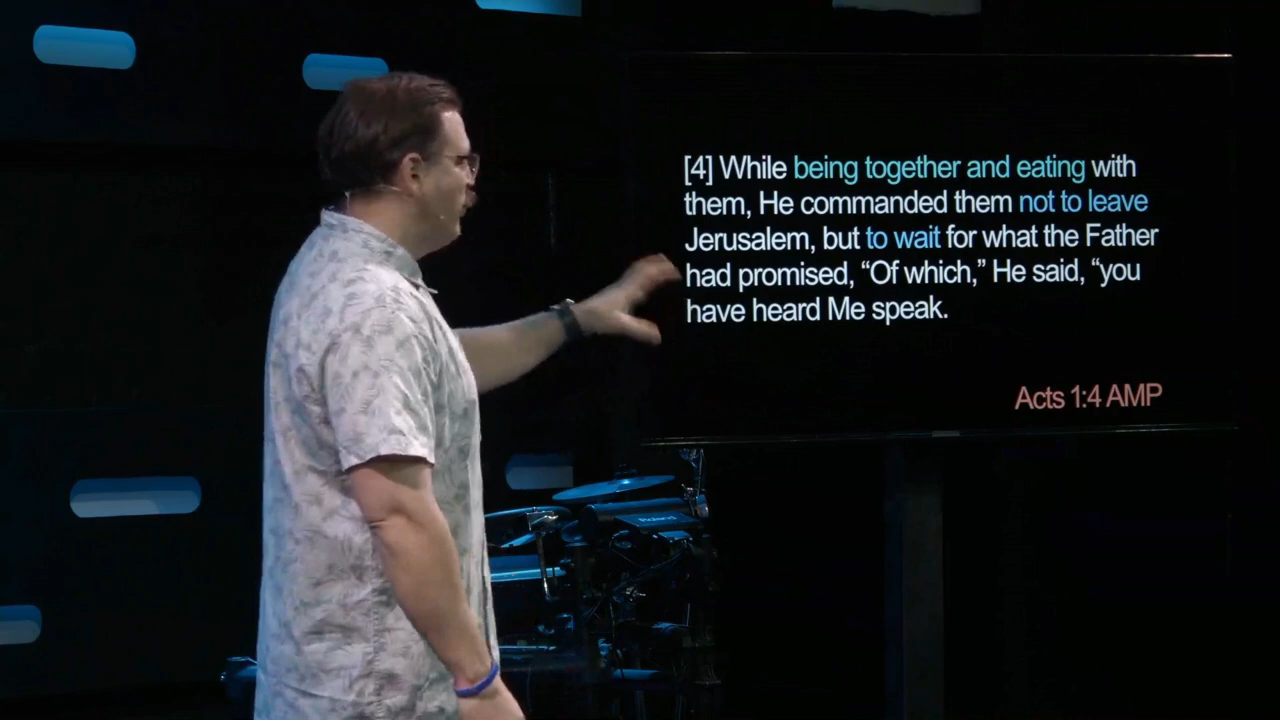 [4] While being together and eating with
them, He commanded them not to leave
Jerusalem, but to wait for what the Father
had promised, “Of which,” He said, “you
have heard Me speak.
Acts 1:4 AMP
Roland